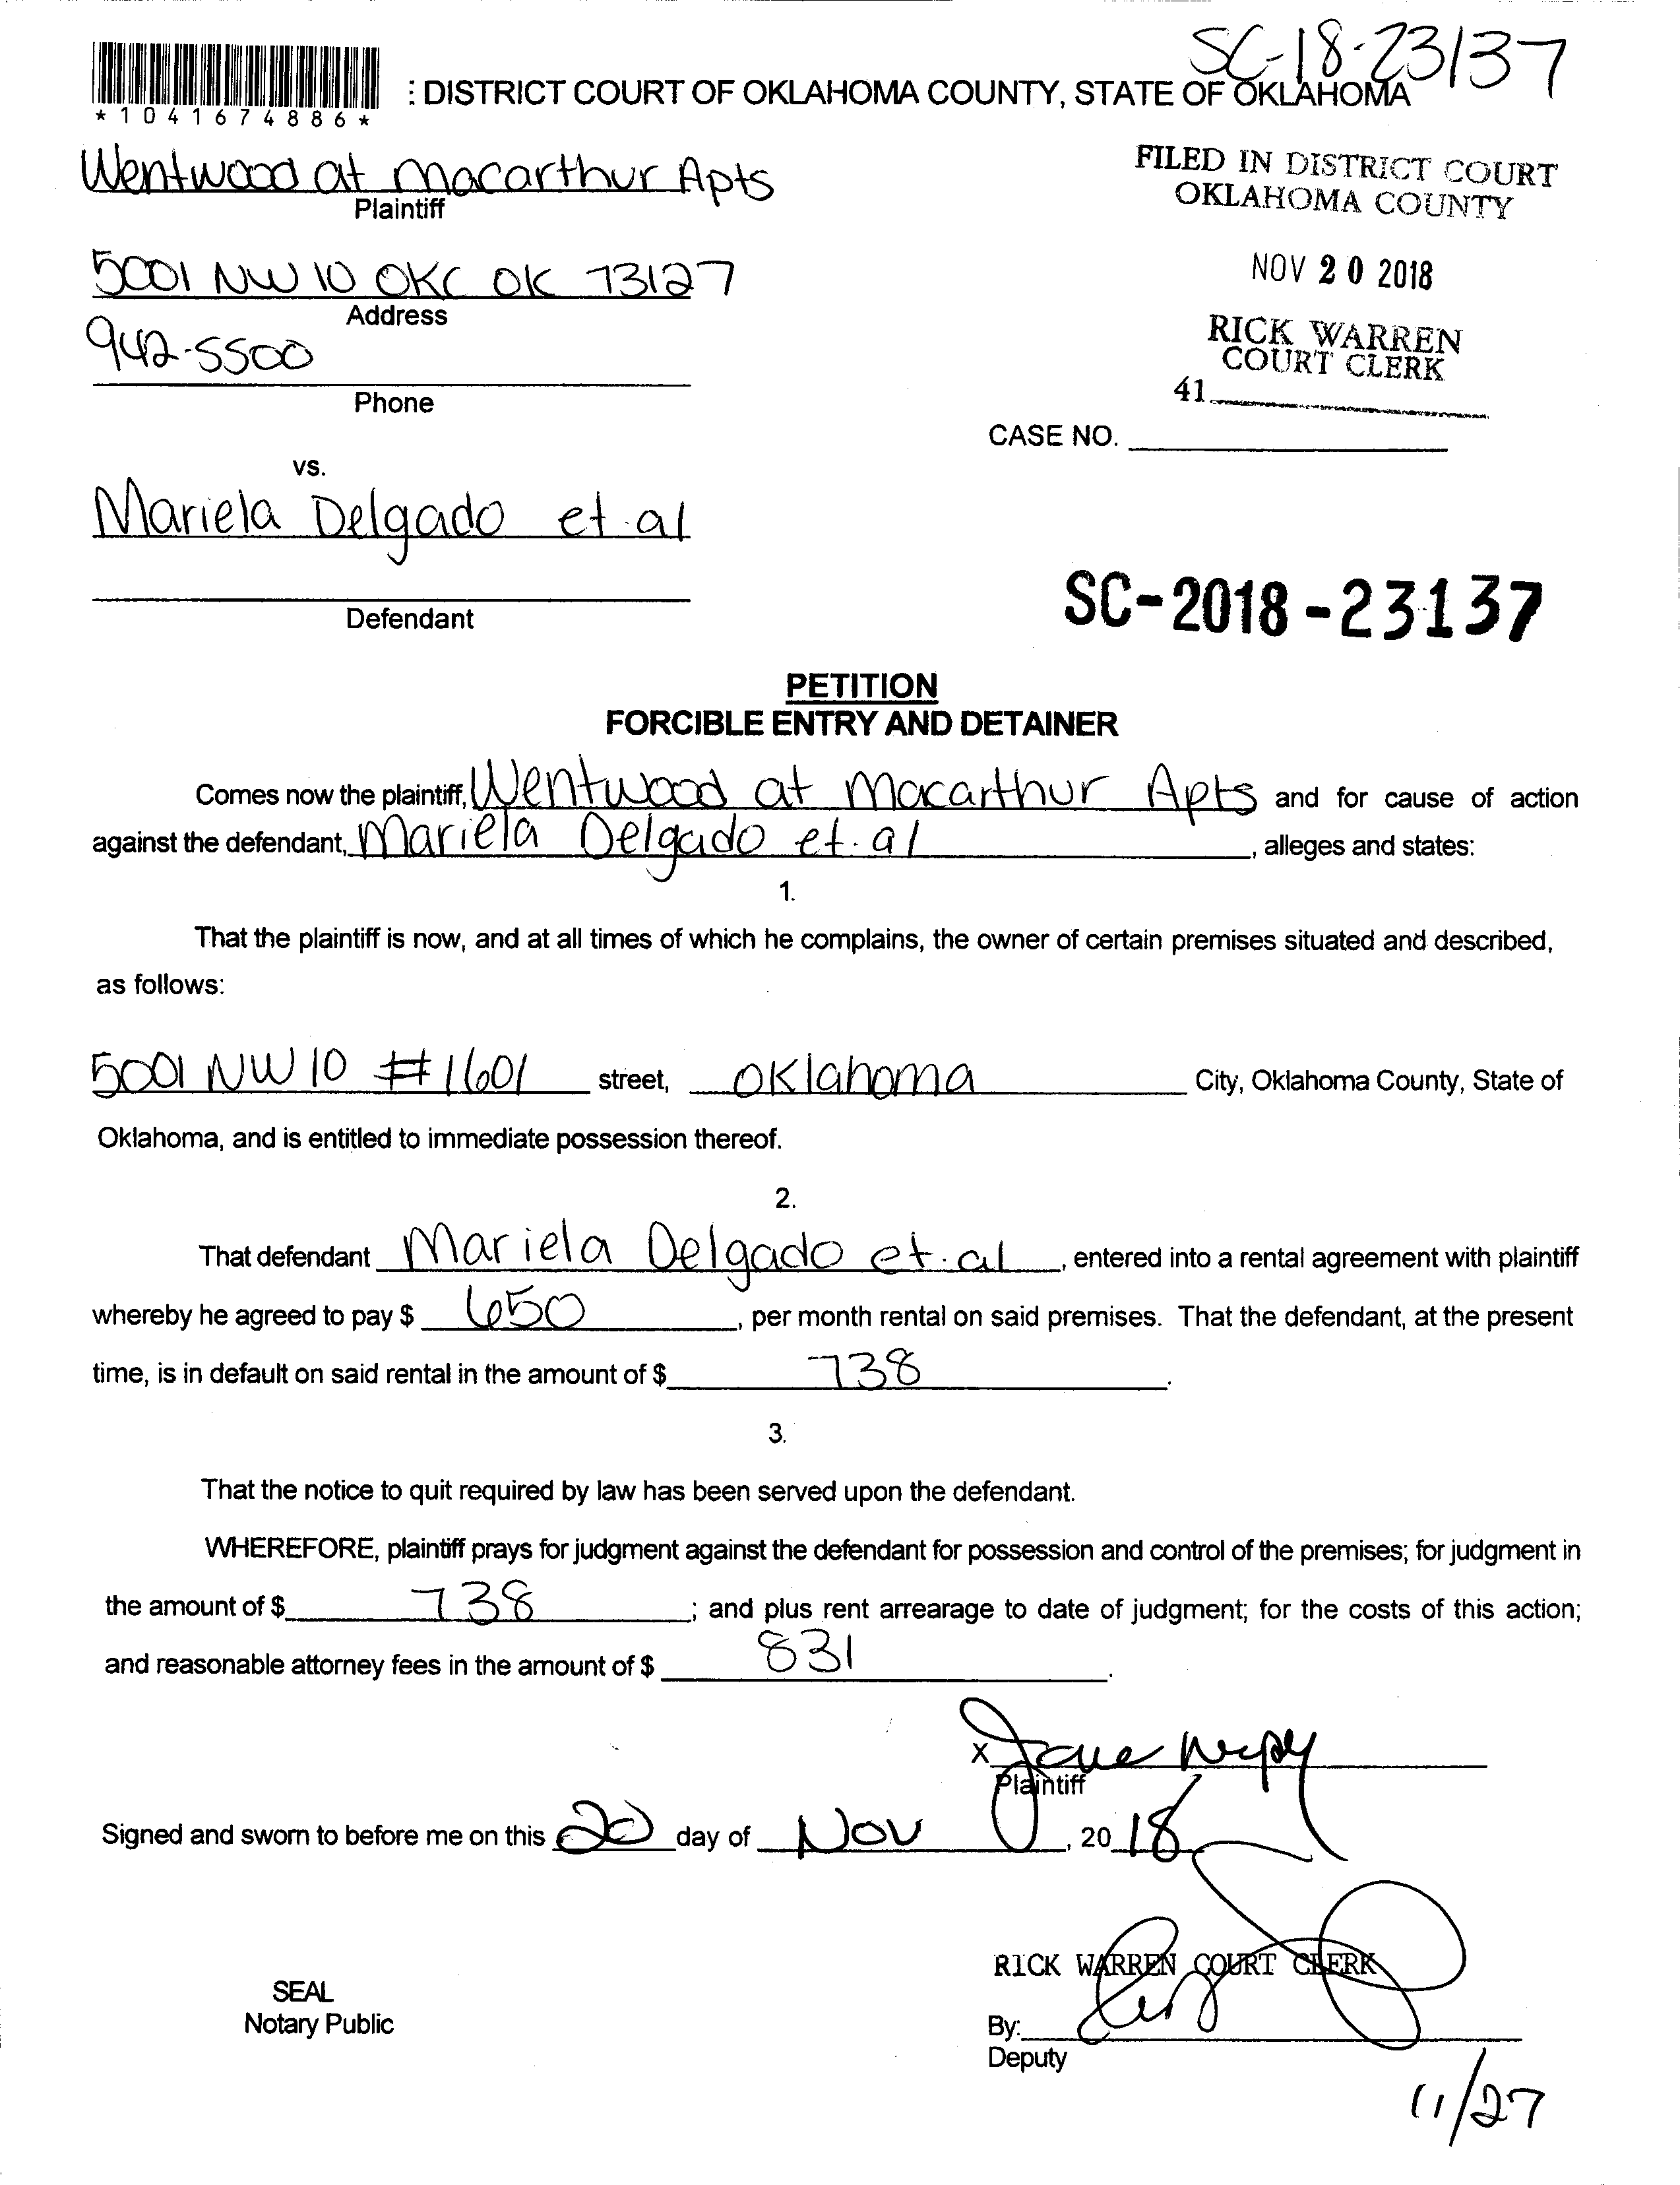 SC-18-23137
: DISTRICT COURT OF OKLAHOMA COUNTY, STATE OF OKLAHOMA
*1041674886*
Wentwood at Macarthur Apts
Plaintiff
FILED IN DISTRICT COURT
OKLAHOMA COUNTY
5001 NW 10 OKC OK 73127
Address
NOV 20 2018
942-5500
Phone
RICK WARREN
COURT CLERK
41
CASE NO.
vs.
Mariela Delgado et.al
Defendant
SC-2018-23137
PETITION
FORCIBLE ENTRY AND DETAINER
Comes now the plaintiff, Wentwood at Macarthur Apts and for cause of action
against the defendant, Mariela Delgado et.al, alleges and states:
1.
That the plaintiff is now, and at all times of which he complains, the owner of certain premises situated and described,
as follows:
5001 NW 10 #1601 street, Oklahoma City, Oklahoma County, State of
Oklahoma, and is entitled to immediate possession thereof.
2.
That defendant Mariela Delgado et.al, entered into a rental agreement with plaintiff
whereby he agreed to pay $ 650, per month rental on said premises. That the defendant, at the present
time, is in default on said rental in the amount of $ 738.
3.
That the notice to quit required by law has been served upon the defendant.
WHEREFORE, plaintiff prays for judgment against the defendant for possession and control of the premises; for judgment in
the amount of $ 738; and plus rent arrearage to date of judgment; for the costs of this action;
and reasonable attorney fees in the amount of $ 831.
X
Plaintiff
Signed and sworn to before me on this 20 day of Nov, 2018
RICK WARREN COURT CLERK
SEAL
Notary Public
By:
Deputy
11/27